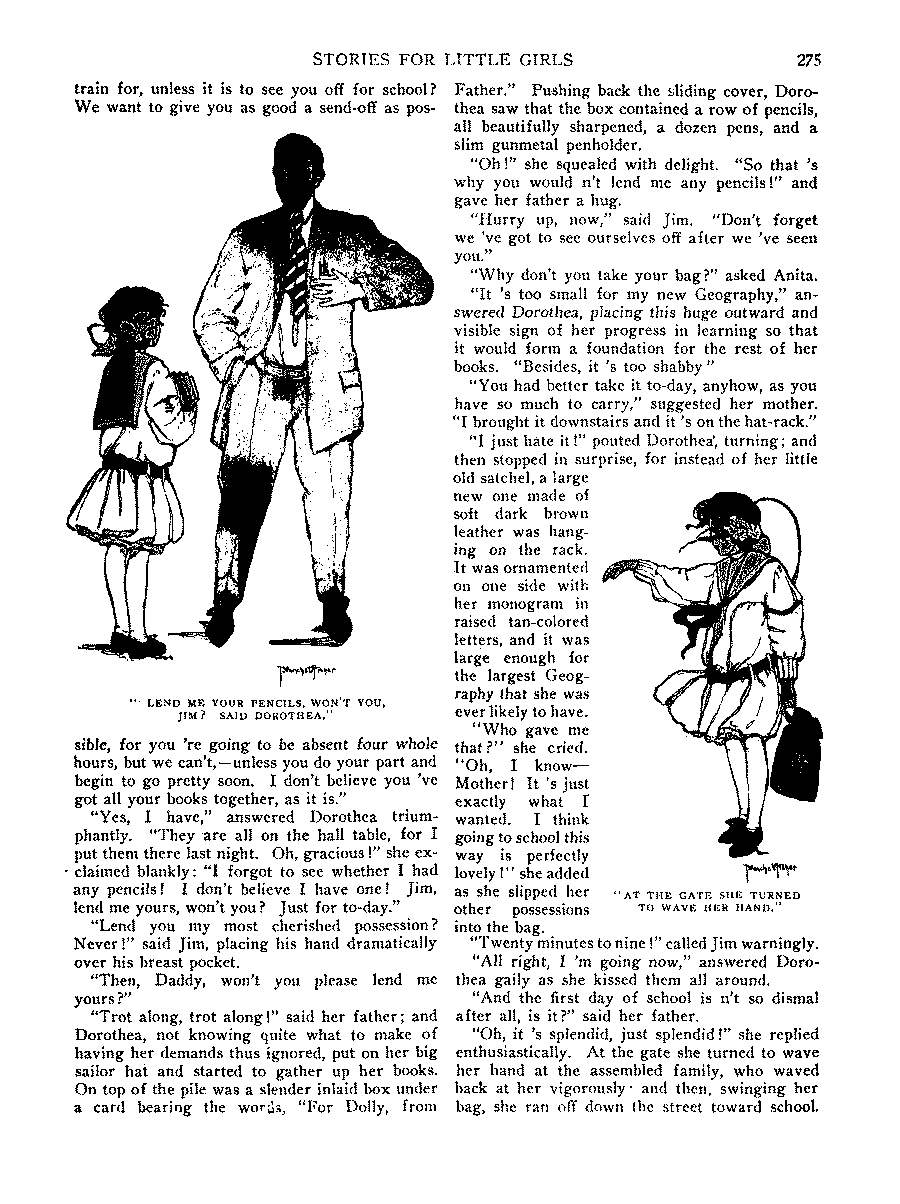 STORIES FOR LITTLE GIRLS 275
train for, unless it is to see you off for school?
We want to give you as good a send-off as pos-
"' LEND ME YOUR PENCILS, WON'T YOU,
JIM? SAID DOROTHEA."
sible, for you 're going to be absent four whole
hours, but we can't,—unless you do your part and
begin to go pretty soon. I don't believe you 've
got all your books together, as it is."
"Yes, I have," answered Dorothea trium-
phantly. "They are all on the hall table, for I
put them there last night. Oh, gracious!" she ex-
claimed blankly: "I forgot to see whether I had
any pencils! I don't believe I have one! Jim,
lend me yours, won't you? Just for to-day."
"Lend you my most cherished possession?
Never!" said Jim, placing his hand dramatically
over his breast pocket.
"Then, Daddy, won't you please lend me
yours?"
"Trot along, trot along!" said her father; and
Dorothea, not knowing quite what to make of
having her demands thus ignored, put on her big
sailor hat and started to gather up her books.
On top of the pile was a slender inlaid box under
a card bearing the words, "For Dolly, from
Father." Pushing back the sliding cover, Doro-
thea saw that the box contained a row of pencils,
all beautifully sharpened, a dozen pens, and a
slim gunmetal penholder.
"Oh!" she squealed with delight. "So that 's
why you would n't lend me any pencils!" and
gave her father a hug.
"Hurry up, now," said Jim. "Don't forget
we 've got to see ourselves off after we 've seen
you."
"Why don't you take your bag?" asked Anita.
"It 's too small for my new Geography," an-
swered Dorothea, placing this huge outward and
visible sign of her progress in learning so that
it would form a foundation for the rest of her
books. "Besides, it 's too shabby"
"You had better take it to-day, anyhow, as you
have so much to carry," suggested her mother.
"I brought it downstairs and it 's on the hat-rack."
"I just hate it!" pouted Dorothea, turning; and
then stopped in surprise, for instead of her little
old satchel, a large
new one made of
soft dark brown
leather was hang-
ing on the rack.
It was ornamented
on one side with
her monogram in
raised tan-colored
letters, and it was
large enough for
the largest Geog-
raphy that she was
ever likely to have.
"Who gave me
that?" she cried.
"Oh, I know—
Mother! It 's just
exactly what I
wanted. I think
going to school this
way is perfectly
lovely!" she added
as she slipped her
other possessions
into the bag.
"AT THE GATE SHE TURNED
TO WAVE HER HAND."
"Twenty minutes to nine!" called Jim warningly.
"All right, I 'm going now," answered Doro-
thea gaily as she kissed them all around.
"And the first day of school is n't so dismal
after all, is it?" said her father.
"Oh, it 's splendid, just splendid!" she replied
enthusiastically. At the gate she turned to wave
her hand at the assembled family, who waved
back at her vigorously· and then, swinging her
bag, she ran off down the street toward school.